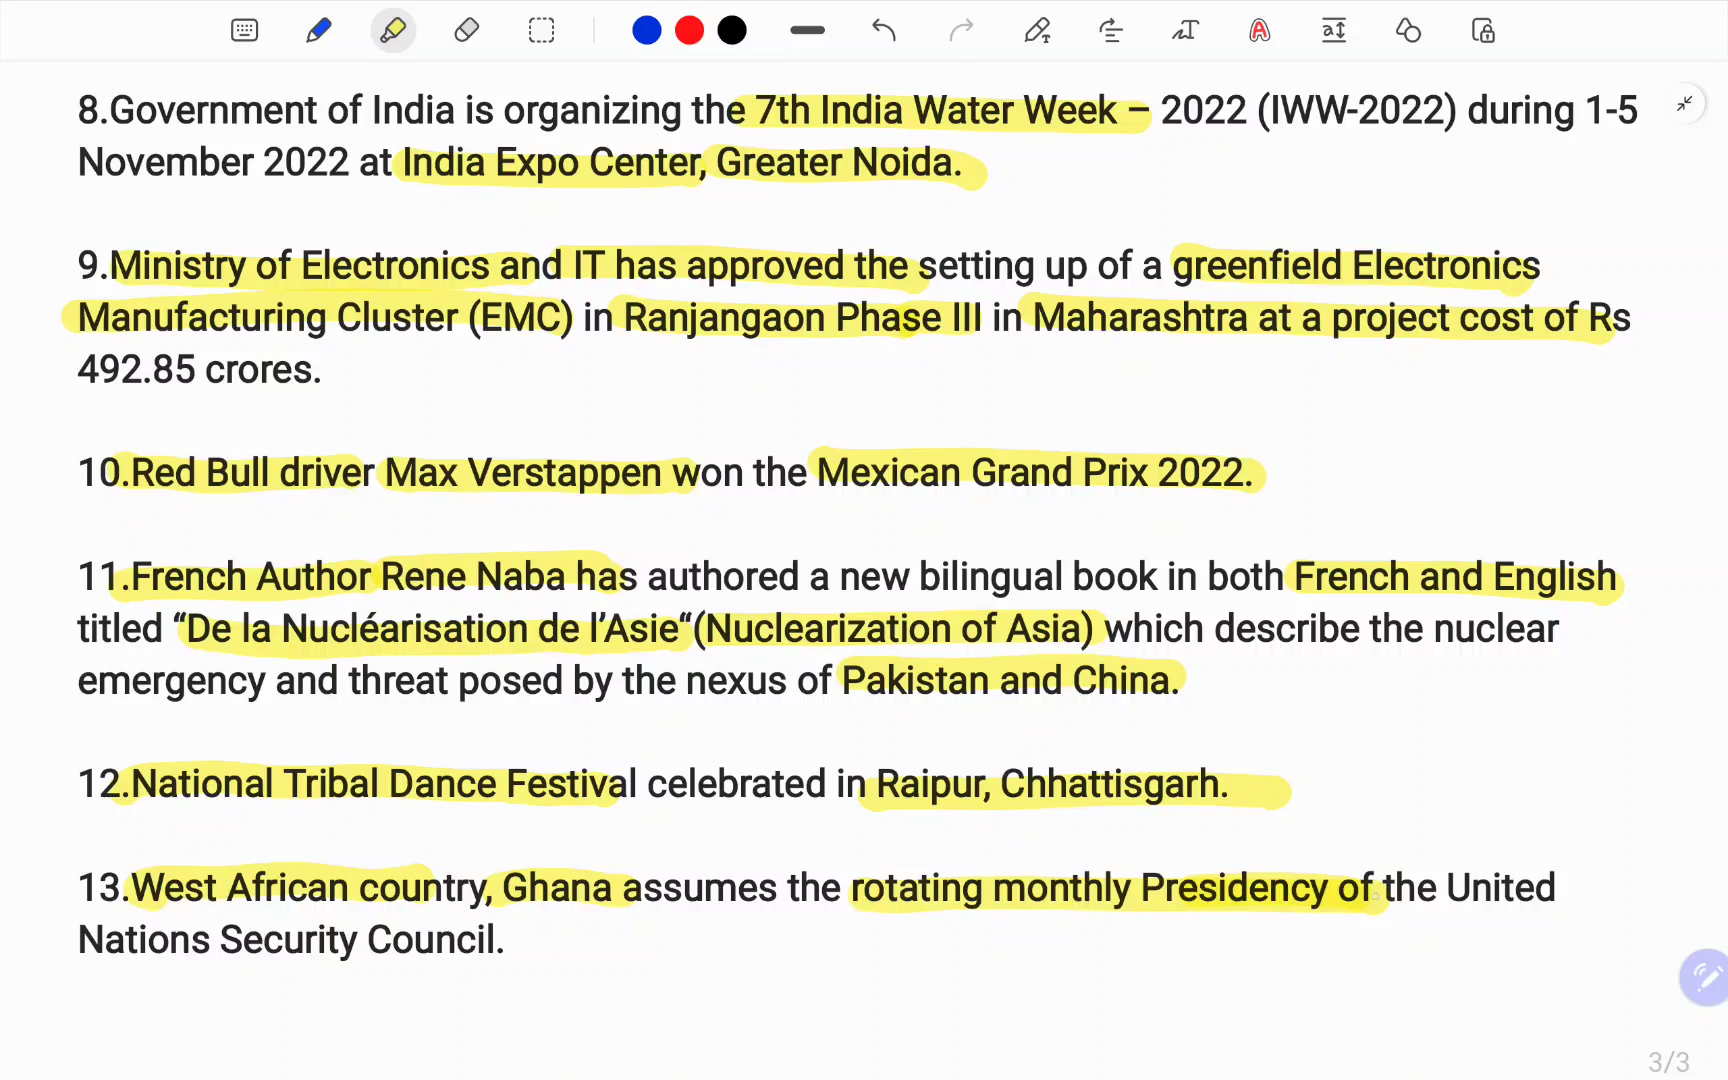 8.Government of India is organizing the 7th India Water Week – 2022 (IWW-2022) during 1-5
November 2022 at India Expo Center, Greater Noida.
9.Ministry of Electronics and IT has approved the setting up of a greenfield Electronics
Manufacturing Cluster (EMC) in Ranjangaon Phase III in Maharashtra at a project cost of Rs
492.85 crores.
10.Red Bull driver Max Verstappen won the Mexican Grand Prix 2022.
11.French Author Rene Naba has authored a new bilingual book in both French and English
titled “De la Nucléarisation de l’Asie“(Nuclearization of Asia) which describe the nuclear
emergency and threat posed by the nexus of Pakistan and China.
12.National Tribal Dance Festival celebrated in Raipur, Chhattisgarh.
13.West African country, Ghana assumes the rotating monthly Presidency of the United
Nations Security Council.
3/3